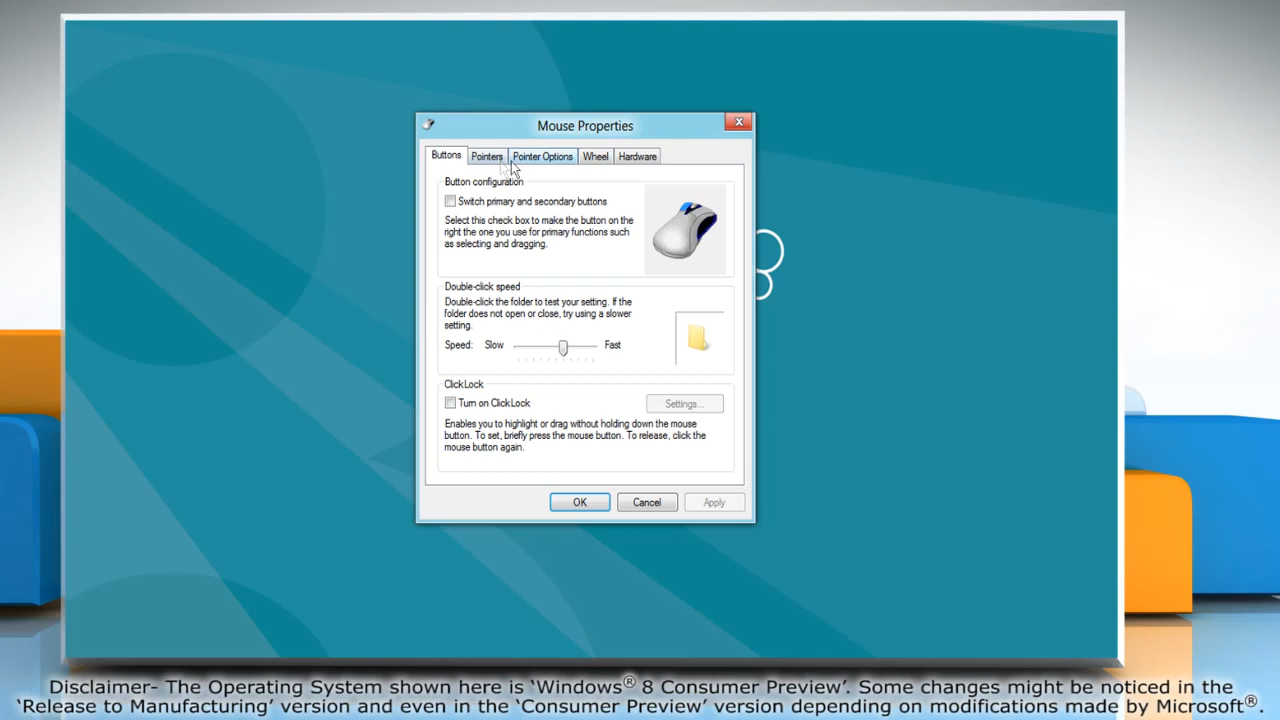 Mouse Properties
Buttons Pointers Pointer Options Wheel Hardware
Button configuration
Switch primary and secondary buttons
Select this check box to make the button on the
right the one you use for primary functions such
as selecting and dragging.
Double-click speed
Double-click the folder to test your setting. If the
folder does not open or close, try using a slower
setting.
Speed: Slow Fast
ClickLock
Turn on ClickLock Settings...
Enables you to highlight or drag without holding down the mouse
button. To set, briefly press the mouse button. To release, click the
mouse button again.
OK Cancel Apply
Disclaimer- The Operating System shown here is ‘Windows® 8 Consumer Preview’. Some changes might be noticed in the
‘Release to Manufacturing’ version and even in the ‘Consumer Preview’ version depending on modifications made by Microsoft®.